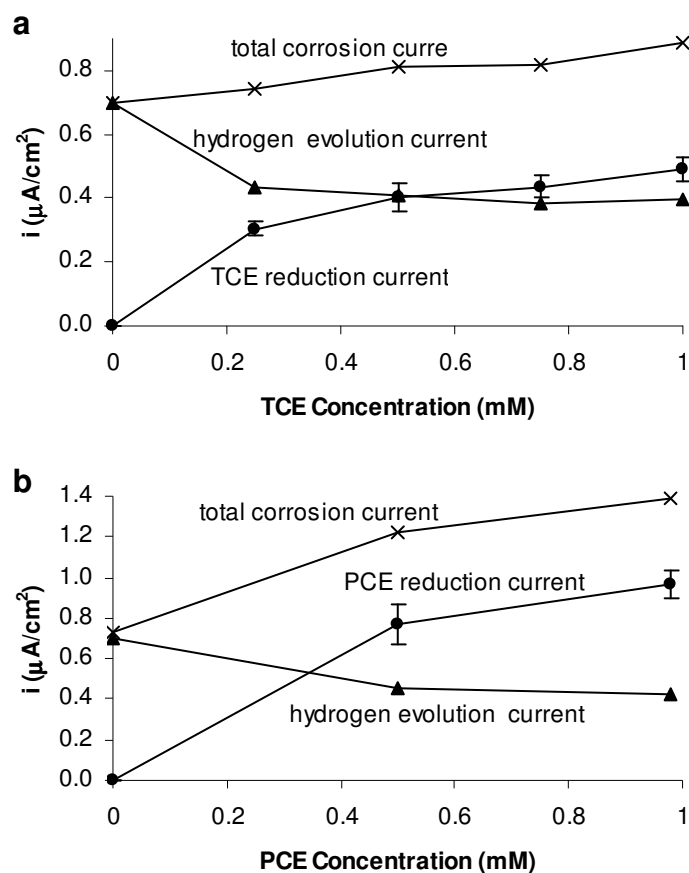 a
total corrosion curre
0.8
hydrogen evolution current
0.6
i (μA/cm²)
0.4
0.2
TCE reduction current
0.0
0 0.2 0.4 0.6 0.8 1
TCE Concentration (mM)
b
1.4
total corrosion current
1.2
1.0
PCE reduction current
0.8
i (μA/cm²)
0.6
0.4
hydrogen evolution current
0.2
0.0
0 0.2 0.4 0.6 0.8 1
PCE Concentration (mM)